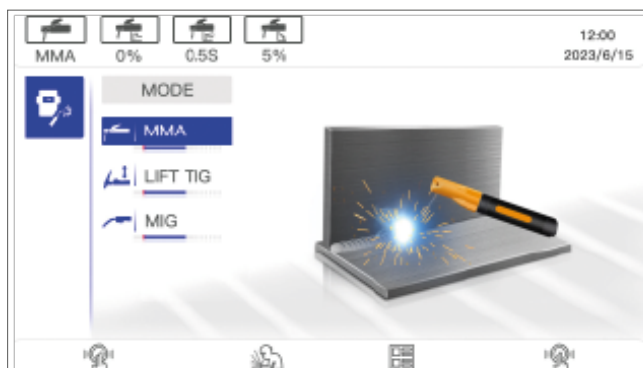 MMA 0% 0.5S 5%
12:00
2023/6/15
MODE
MMA
LIFT TIG
MIG